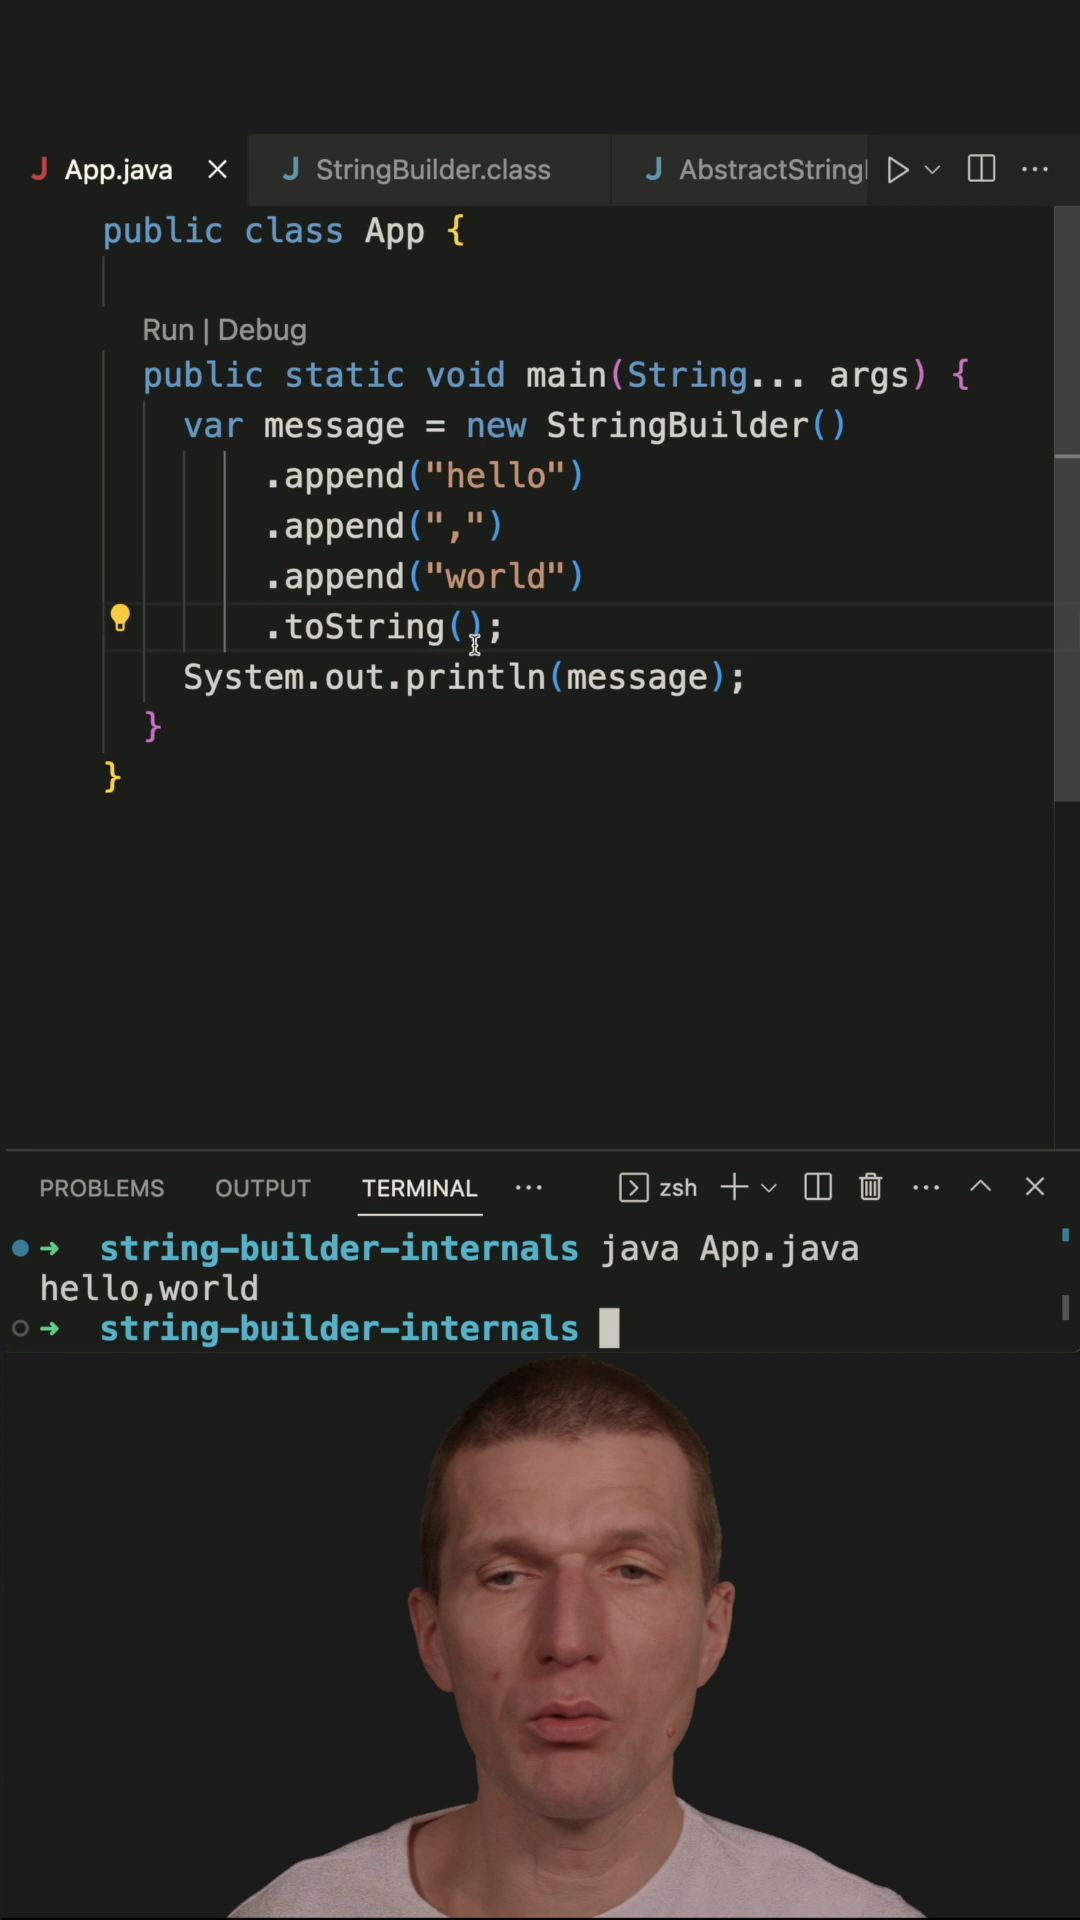 App.java StringBuilder.class AbstractString
public class App {
Run | Debug
public static void main(String... args) {
var message = new StringBuilder()
.append("hello")
.append(",")
.append("world")
.toString();
System.out.println(message);
}
}
PROBLEMS OUTPUT TERMINAL ... zsh
→ string-builder-internals java App.java
hello,world
→ string-builder-internals